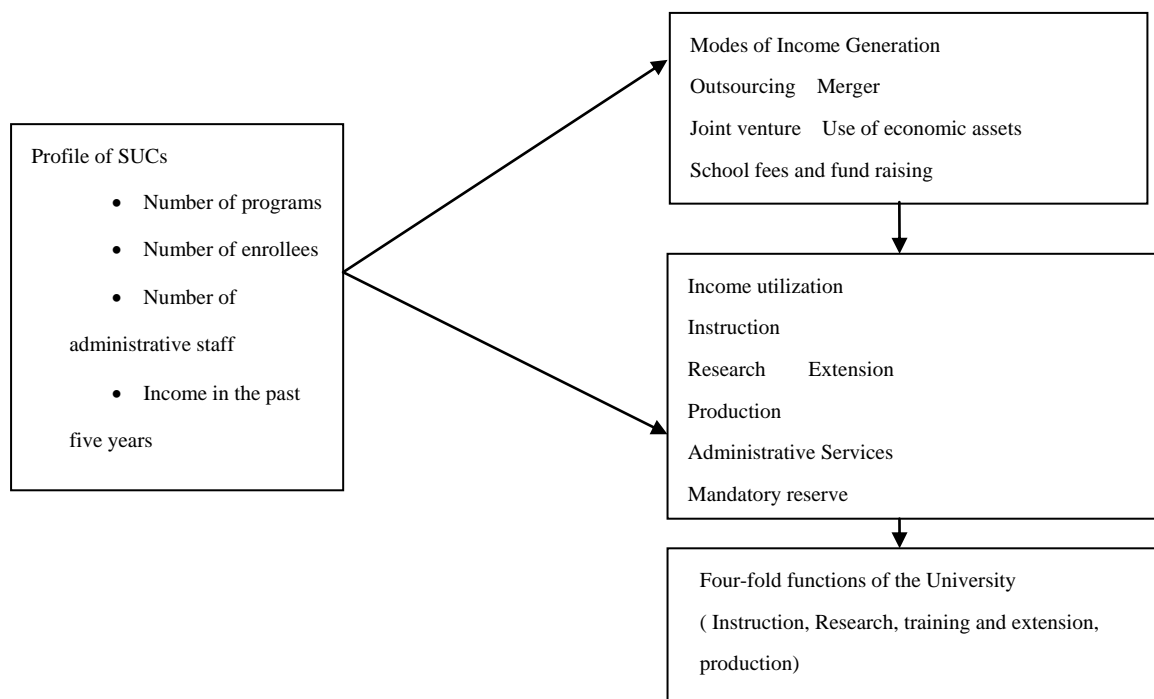 Profile of SUCs
• Number of programs
• Number of enrollees
• Number of
administrative staff
• Income in the past
five years
Modes of Income Generation
Outsourcing Merger
Joint venture Use of economic assets
School fees and fund raising
Income utilization
Instruction
Research Extension
Production
Administrative Services
Mandatory reserve
Four-fold functions of the University
( Instruction, Research, training and extension,
production)